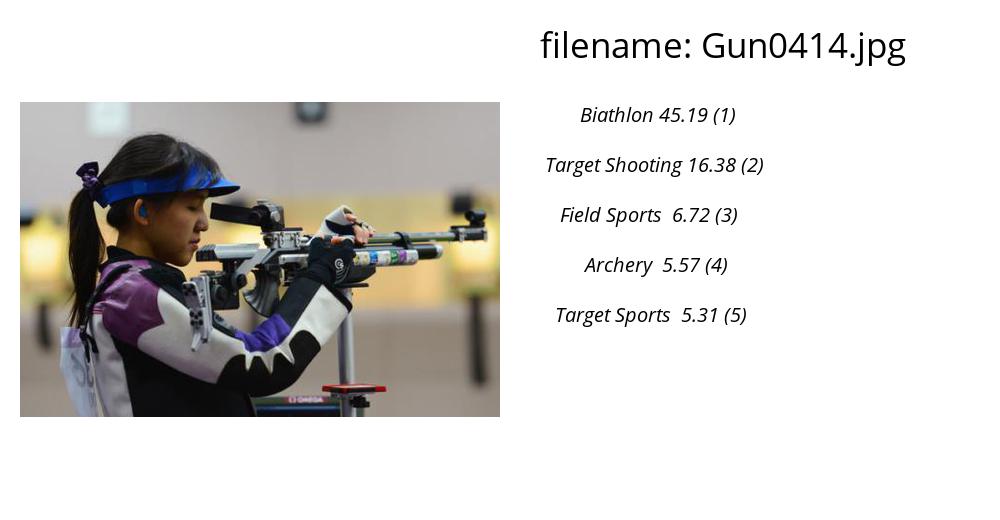 filename: Gun0414.jpg
Biathlon 45.19 (1)
Target Shooting 16.38 (2)
Field Sports 6.72 (3)
Archery 5.57 (4)
Target Sports 5.31 (5)
OMEGA